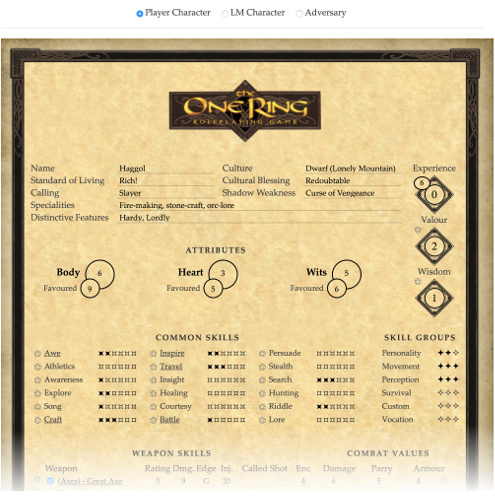 Player Character LM Character Adversary
the
ONE RING
ROLEPLAYING GAME
Name Haggol Culture Dwarf (Lonely Mountain) Experience
Standard of Living Rich! Cultural Blessing Redoubtable 6
Calling Slayer Shadow Weakness Curse of Vengeance 0
Specialities Fire-making, stone-craft, orc-lore
Distinctive Features Hardy, Lordly Valour
2
ATTRIBUTES
Body 6 Heart 3 Wits 5 Wisdom
Favoured 9 Favoured 5 Favoured 6 1
COMMON SKILLS SKILL GROUPS
Awe Inspire Persuade Personality
Athletics Travel Stealth Movement
Awareness Insight Search Perception
Explore Healing Hunting Survival
Song Courtesy Riddle Custom
Craft Battle Lore Vocation
WEAPON SKILLS COMBAT VALUES
Weapon Rating Dmg. Edge Inj. Called Shot Enc Damage Parry Armour
(Axes)~Great Axe 3 9 G 20 4 6 5 4